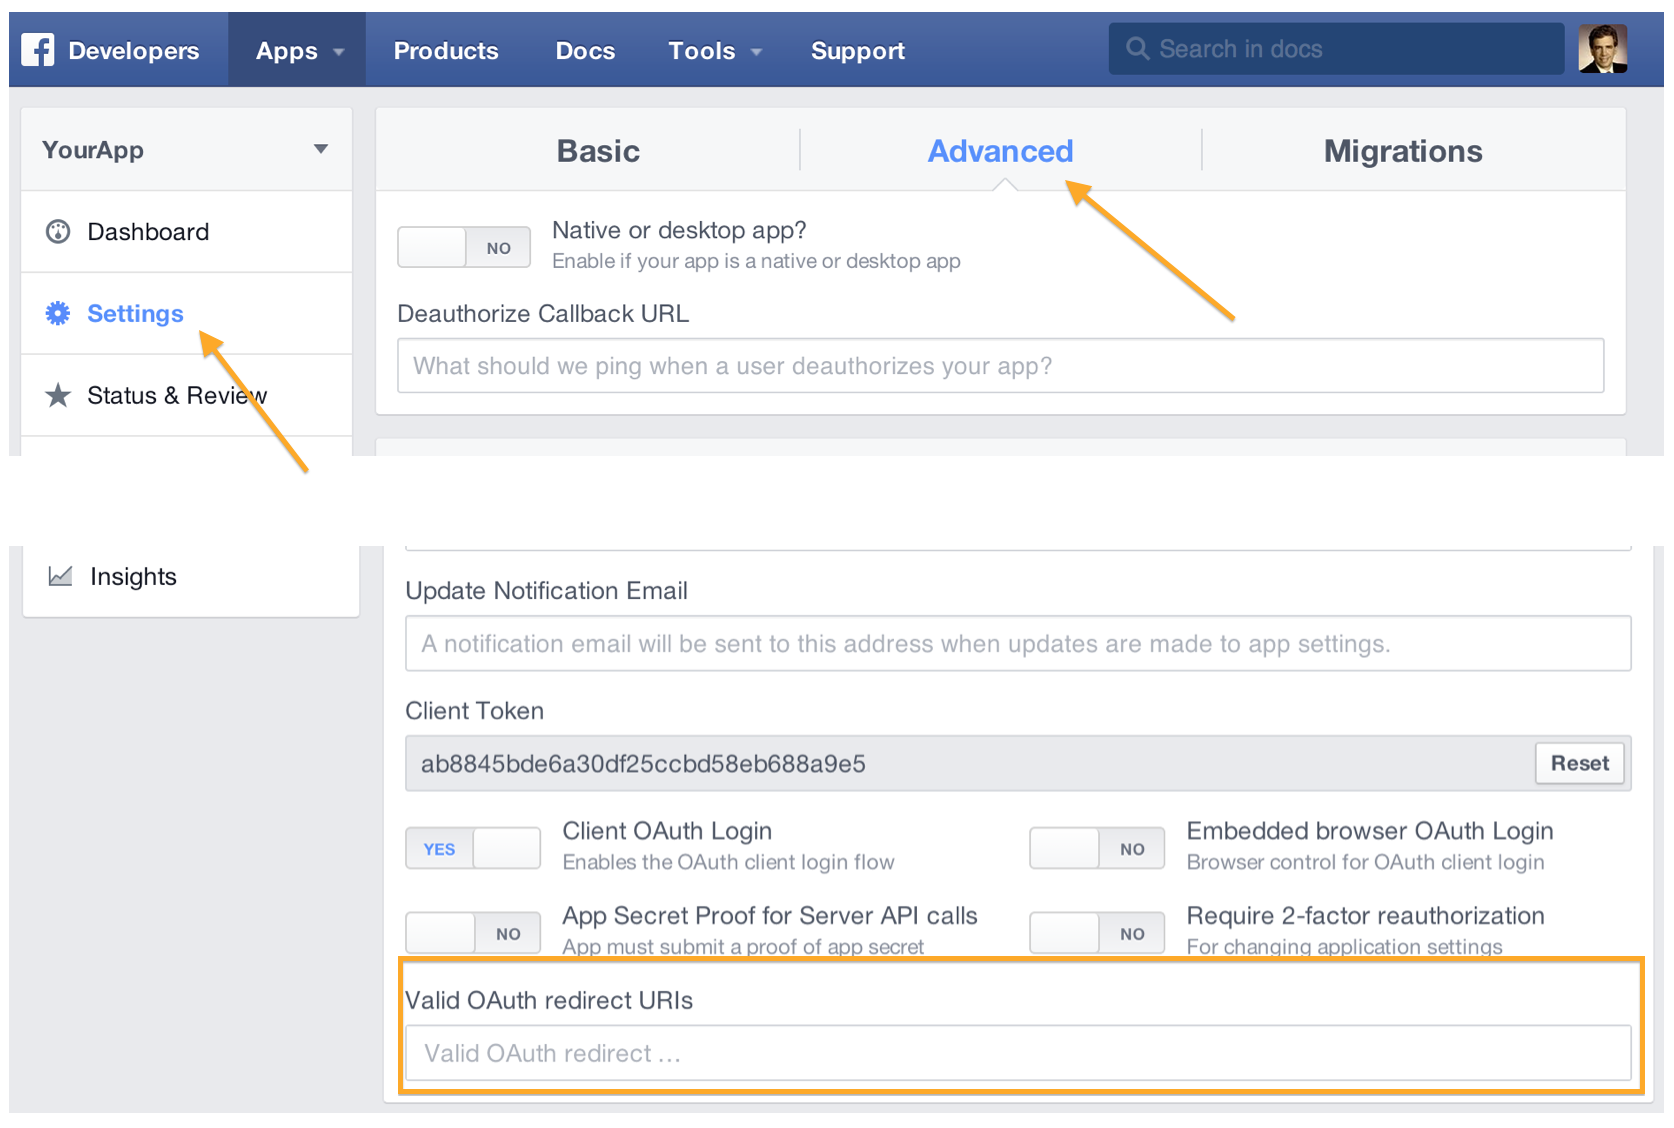 Developers Apps Products Docs Tools Support Search in docs
YourApp
Dashboard
Settings
Status & Review
Basic Advanced Migrations
NO Native or desktop app?
Enable if your app is a native or desktop app
Deauthorize Callback URL
What should we ping when a user deauthorizes your app?
Insights
Update Notification Email
A notification email will be sent to this address when updates are made to app settings.
Client Token
ab8845bde6a30df25ccbd58eb688a9e5 Reset
YES Client OAuth Login
Enables the OAuth client login flow
NO Embedded browser OAuth Login
Browser control for OAuth client login
NO App Secret Proof for Server API calls
App must submit a proof of app secret
NO Require 2-factor reauthorization
For changing application settings
Valid OAuth redirect URIs
Valid OAuth redirect ...